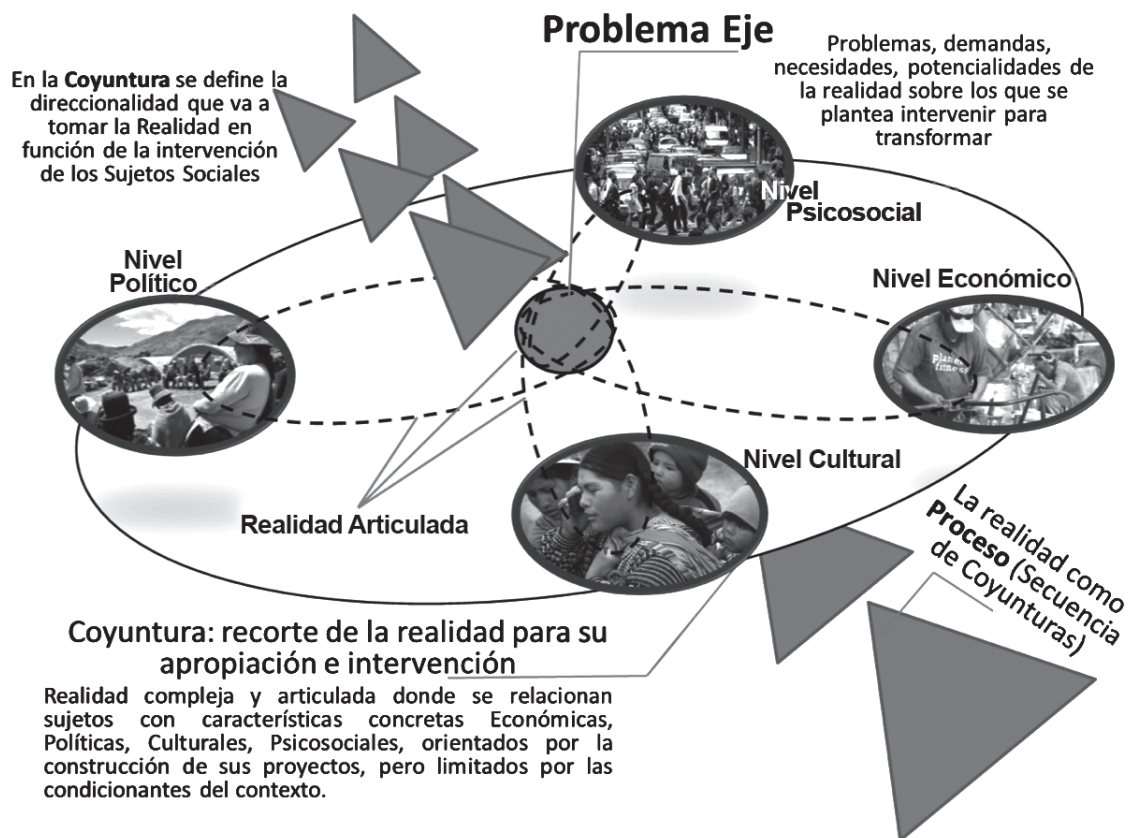 Problema Eje
En la Coyuntura se define la
direccionalidad que va a
tomar la Realidad en
función de la intervención
de los Sujetos Sociales
Problemas, demandas,
necesidades, potencialidades de
la realidad sobre los que se
plantea intervenir para
transformar
Nivel
Psicosocial
Nivel
Político
Nivel Económico
planet
fitness
Nivel Cultural
Realidad Articulada
La realidad como
Proceso (Secuencia
de Coyunturas)
Coyuntura: recorte de la realidad para su
apropiación e intervención
Realidad compleja y articulada donde se relacionan
sujetos con características concretas Económicas,
Políticas, Culturales, Psicosociales, orientados por la
construcción de sus proyectos, pero limitados por las
condicionantes del contexto.